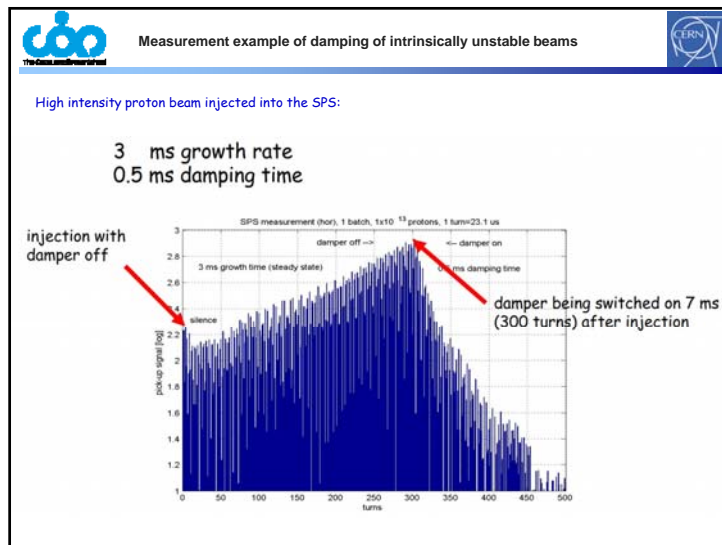 The CERN Accelerator School
Measurement example of damping of intrinsically unstable beams
CERN
High intensity proton beam injected into the SPS:
3 ms growth rate
0.5 ms damping time
injection with
damper off
SPS measurement (hor), 1 batch, 1x10 13 protons, 1 turn=23.1 us
damper off -->
<-- damper on
3 ms growth time (steady state)
ms damping time
silence
damper being switched on 7 ms
(300 turns) after injection
pick-up signal [log]
3
2.8
2.6
2.4
2.2
2
1.8
1.6
1.4
1.2
1
0 50 100 150 200 250 300 350 400 450 500
turns